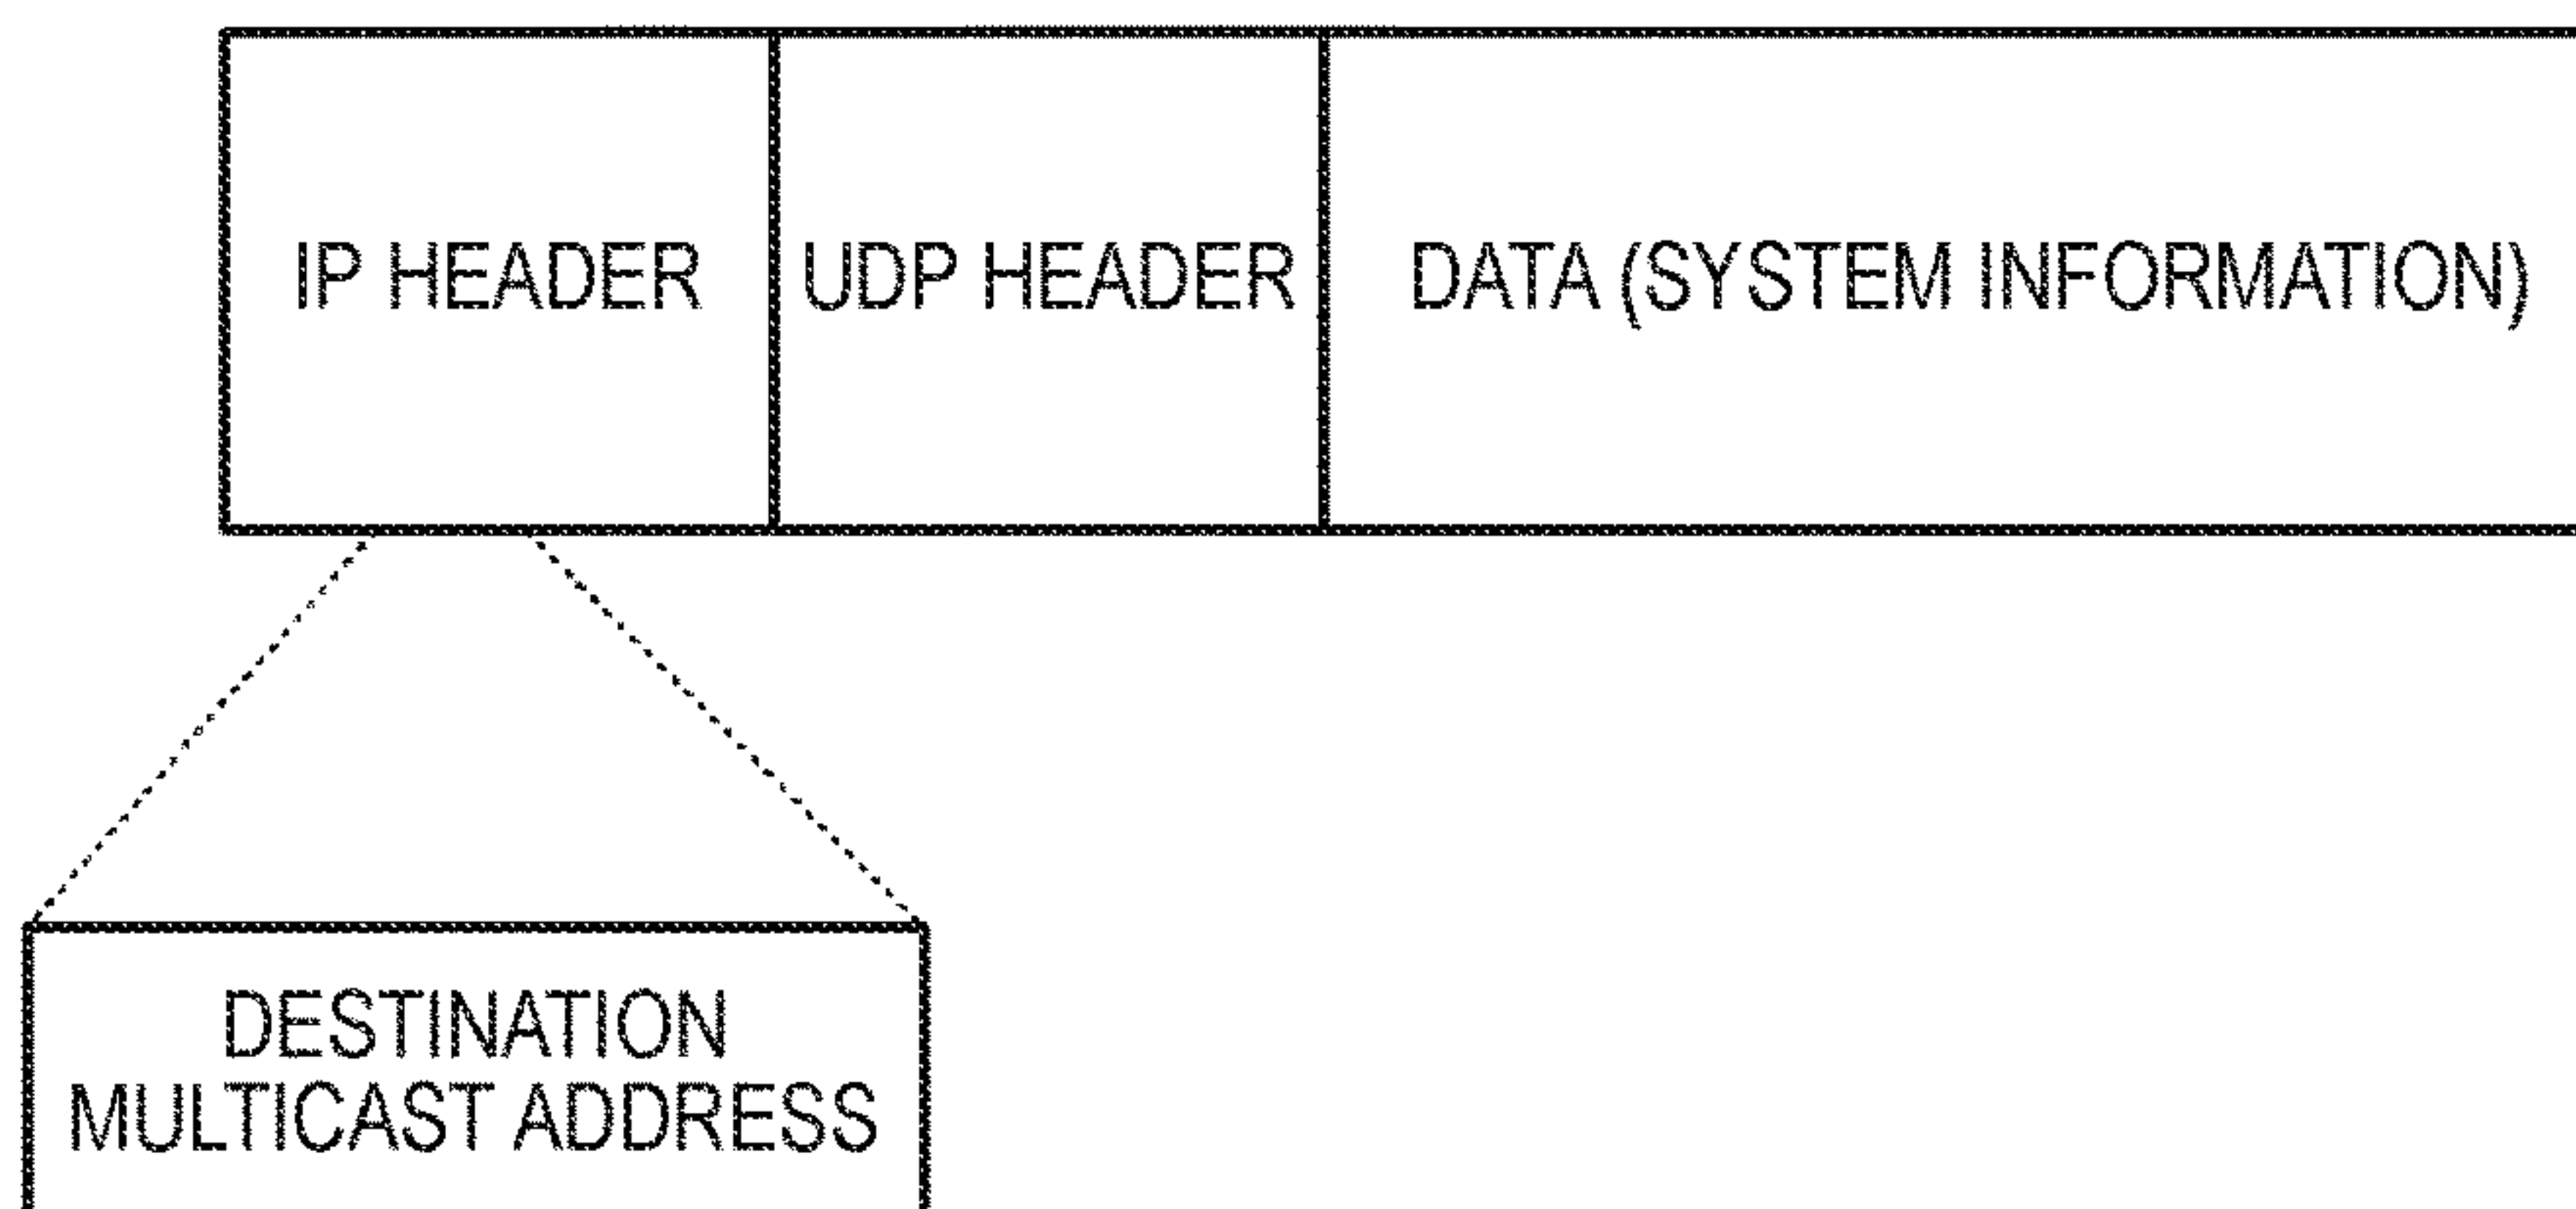 IP HEADER
UDP HEADER
DATA (SYSTEM INFORMATION)
DESTINATION
MULTICAST ADDRESS